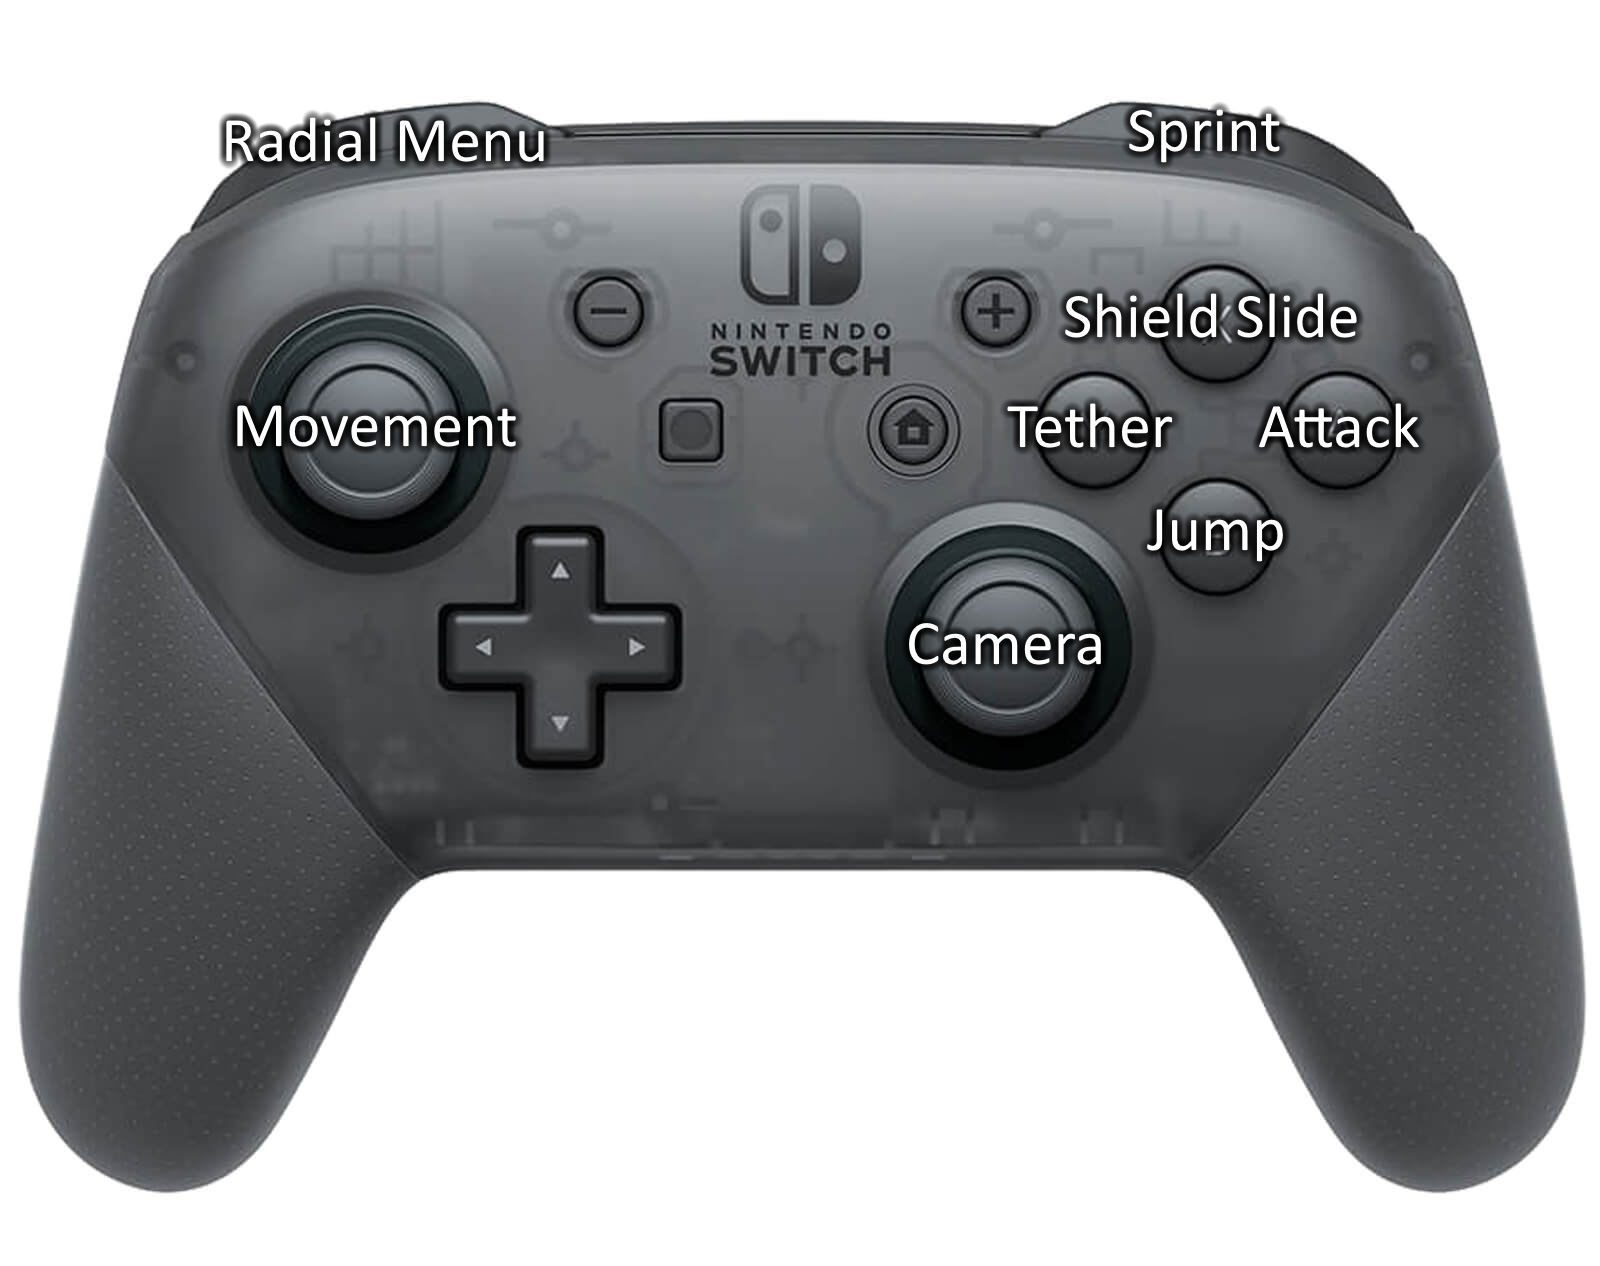 Radial Menu
Sprint
NINTENDO
SWITCH
Shield Slide
Movement
Tether
Attack
Jump
Camera